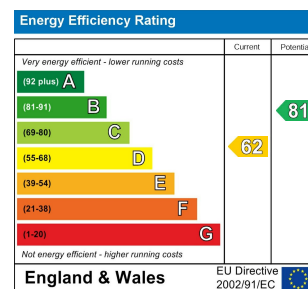 Energy Efficiency Rating
Current
Potentia
Very energy efficient - lower running costs
(92 plus) A
(81-91) B
81
(69-80) C
62
(55-68) D
(39-54) E
(21-38) F
(1-20) G
Not energy efficient - higher running costs
England & Wales
EU Directive
2002/91/EC